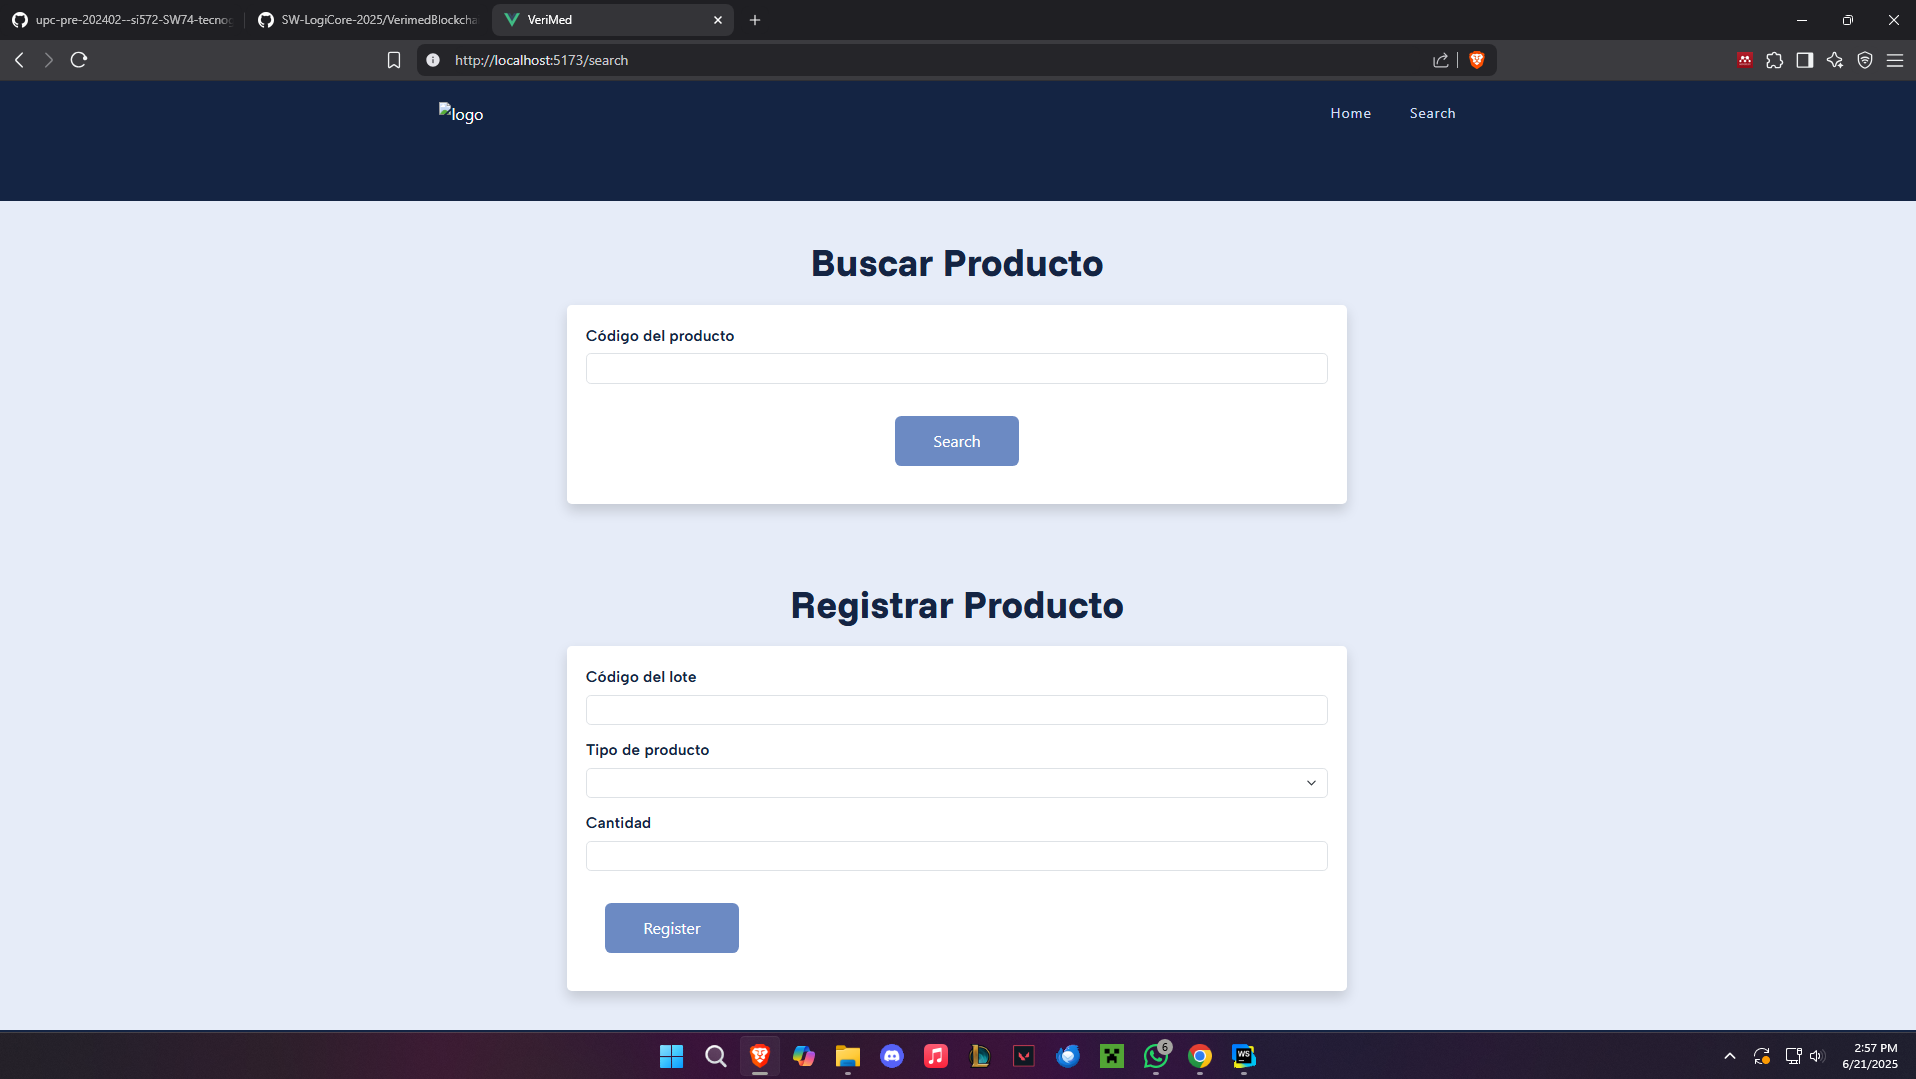 upc-pre-202402--si572-SW74-tecnog
SW-LogiCore-2025/VerimedBlockcha
VeriMed
http://localhost:5173/search
logo
Home
Search
Buscar Producto
Código del producto
Search
Registrar Producto
Código del lote
Tipo de producto
Cantidad
Register
6
WS
2:57 PM
6/21/2025